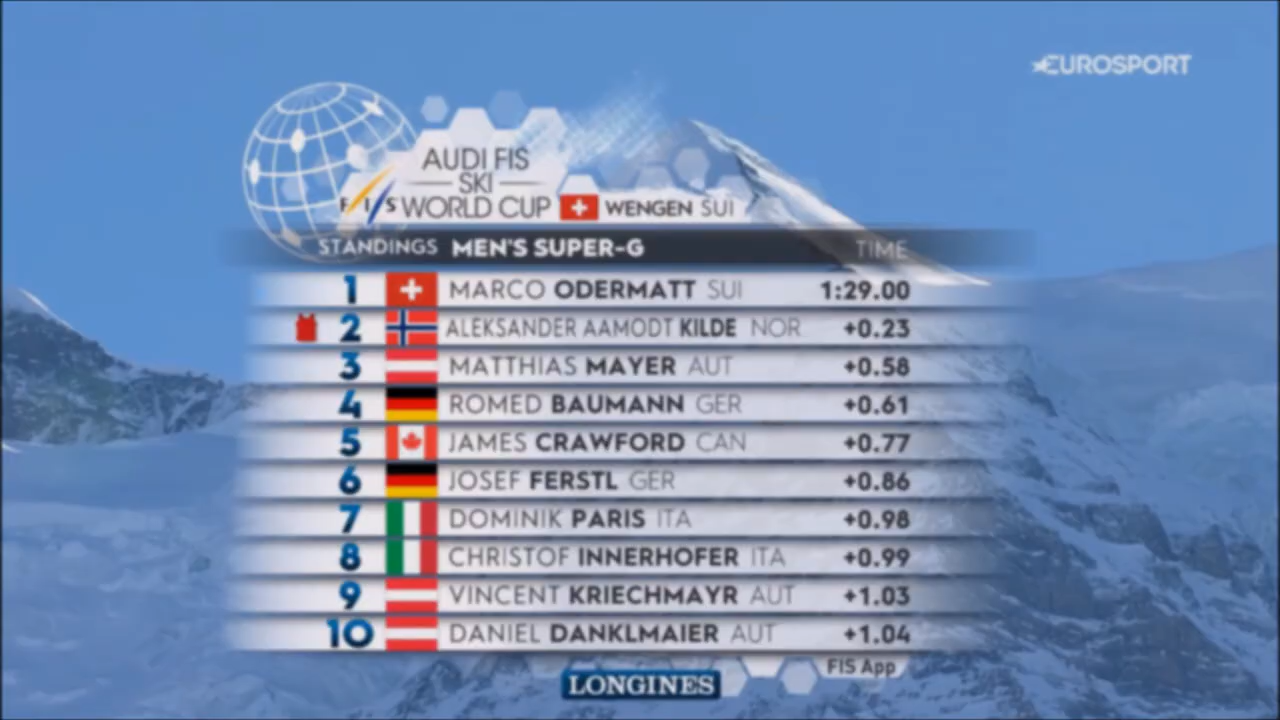 EUROSPORT
AUDI FIS
SKI
FIS WORLD CUP WENGEN SUI
STANDINGS MEN'S SUPER-G TIME
1 MARCO ODERMATT SUI 1:29.00
2 ALEKSANDER AAMODT KILDE NOR +0.23
3 MATTHIAS MAYER AUT +0.58
4 ROMED BAUMANN GER +0.61
5 JAMES CRAWFORD CAN +0.77
6 JOSEF FERSTL GER +0.86
7 DOMINIK PARIS ITA +0.98
8 CHRISTOF INNERHOFER ITA +0.99
9 VINCENT KRIECHMAYR AUT +1.03
10 DANIEL DANKLMAIER AUT +1.04
FIS App
LONGINES